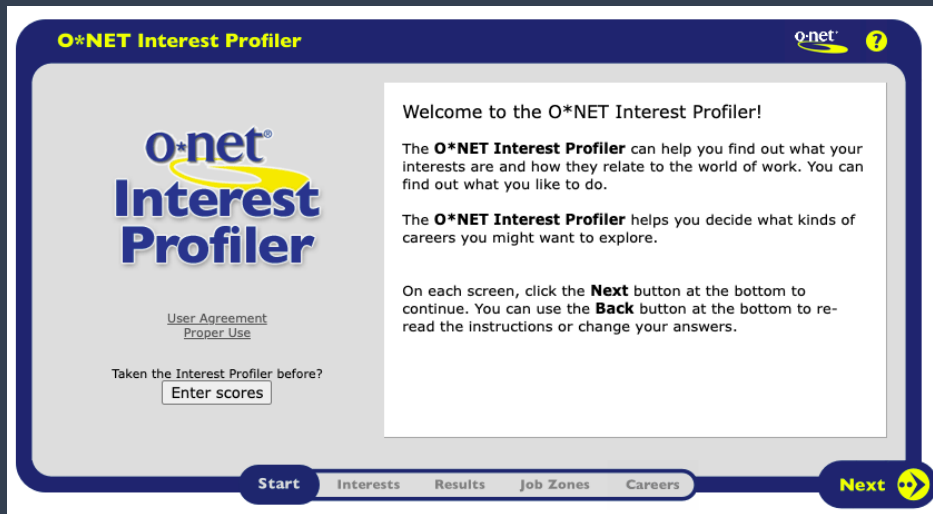 O*NET Interest Profiler
o·net
?
o*net®
Interest
Profiler
User Agreement
Proper Use
Taken the Interest Profiler before?
Enter scores
Welcome to the O*NET Interest Profiler!
The O*NET Interest Profiler can help you find out what your
interests are and how they relate to the world of work. You can
find out what you like to do.
The O*NET Interest Profiler helps you decide what kinds of
careers you might want to explore.
On each screen, click the Next button at the bottom to
continue. You can use the Back button at the bottom to re-
read the instructions or change your answers.
Start
Interests
Results
Job Zones
Careers
Next